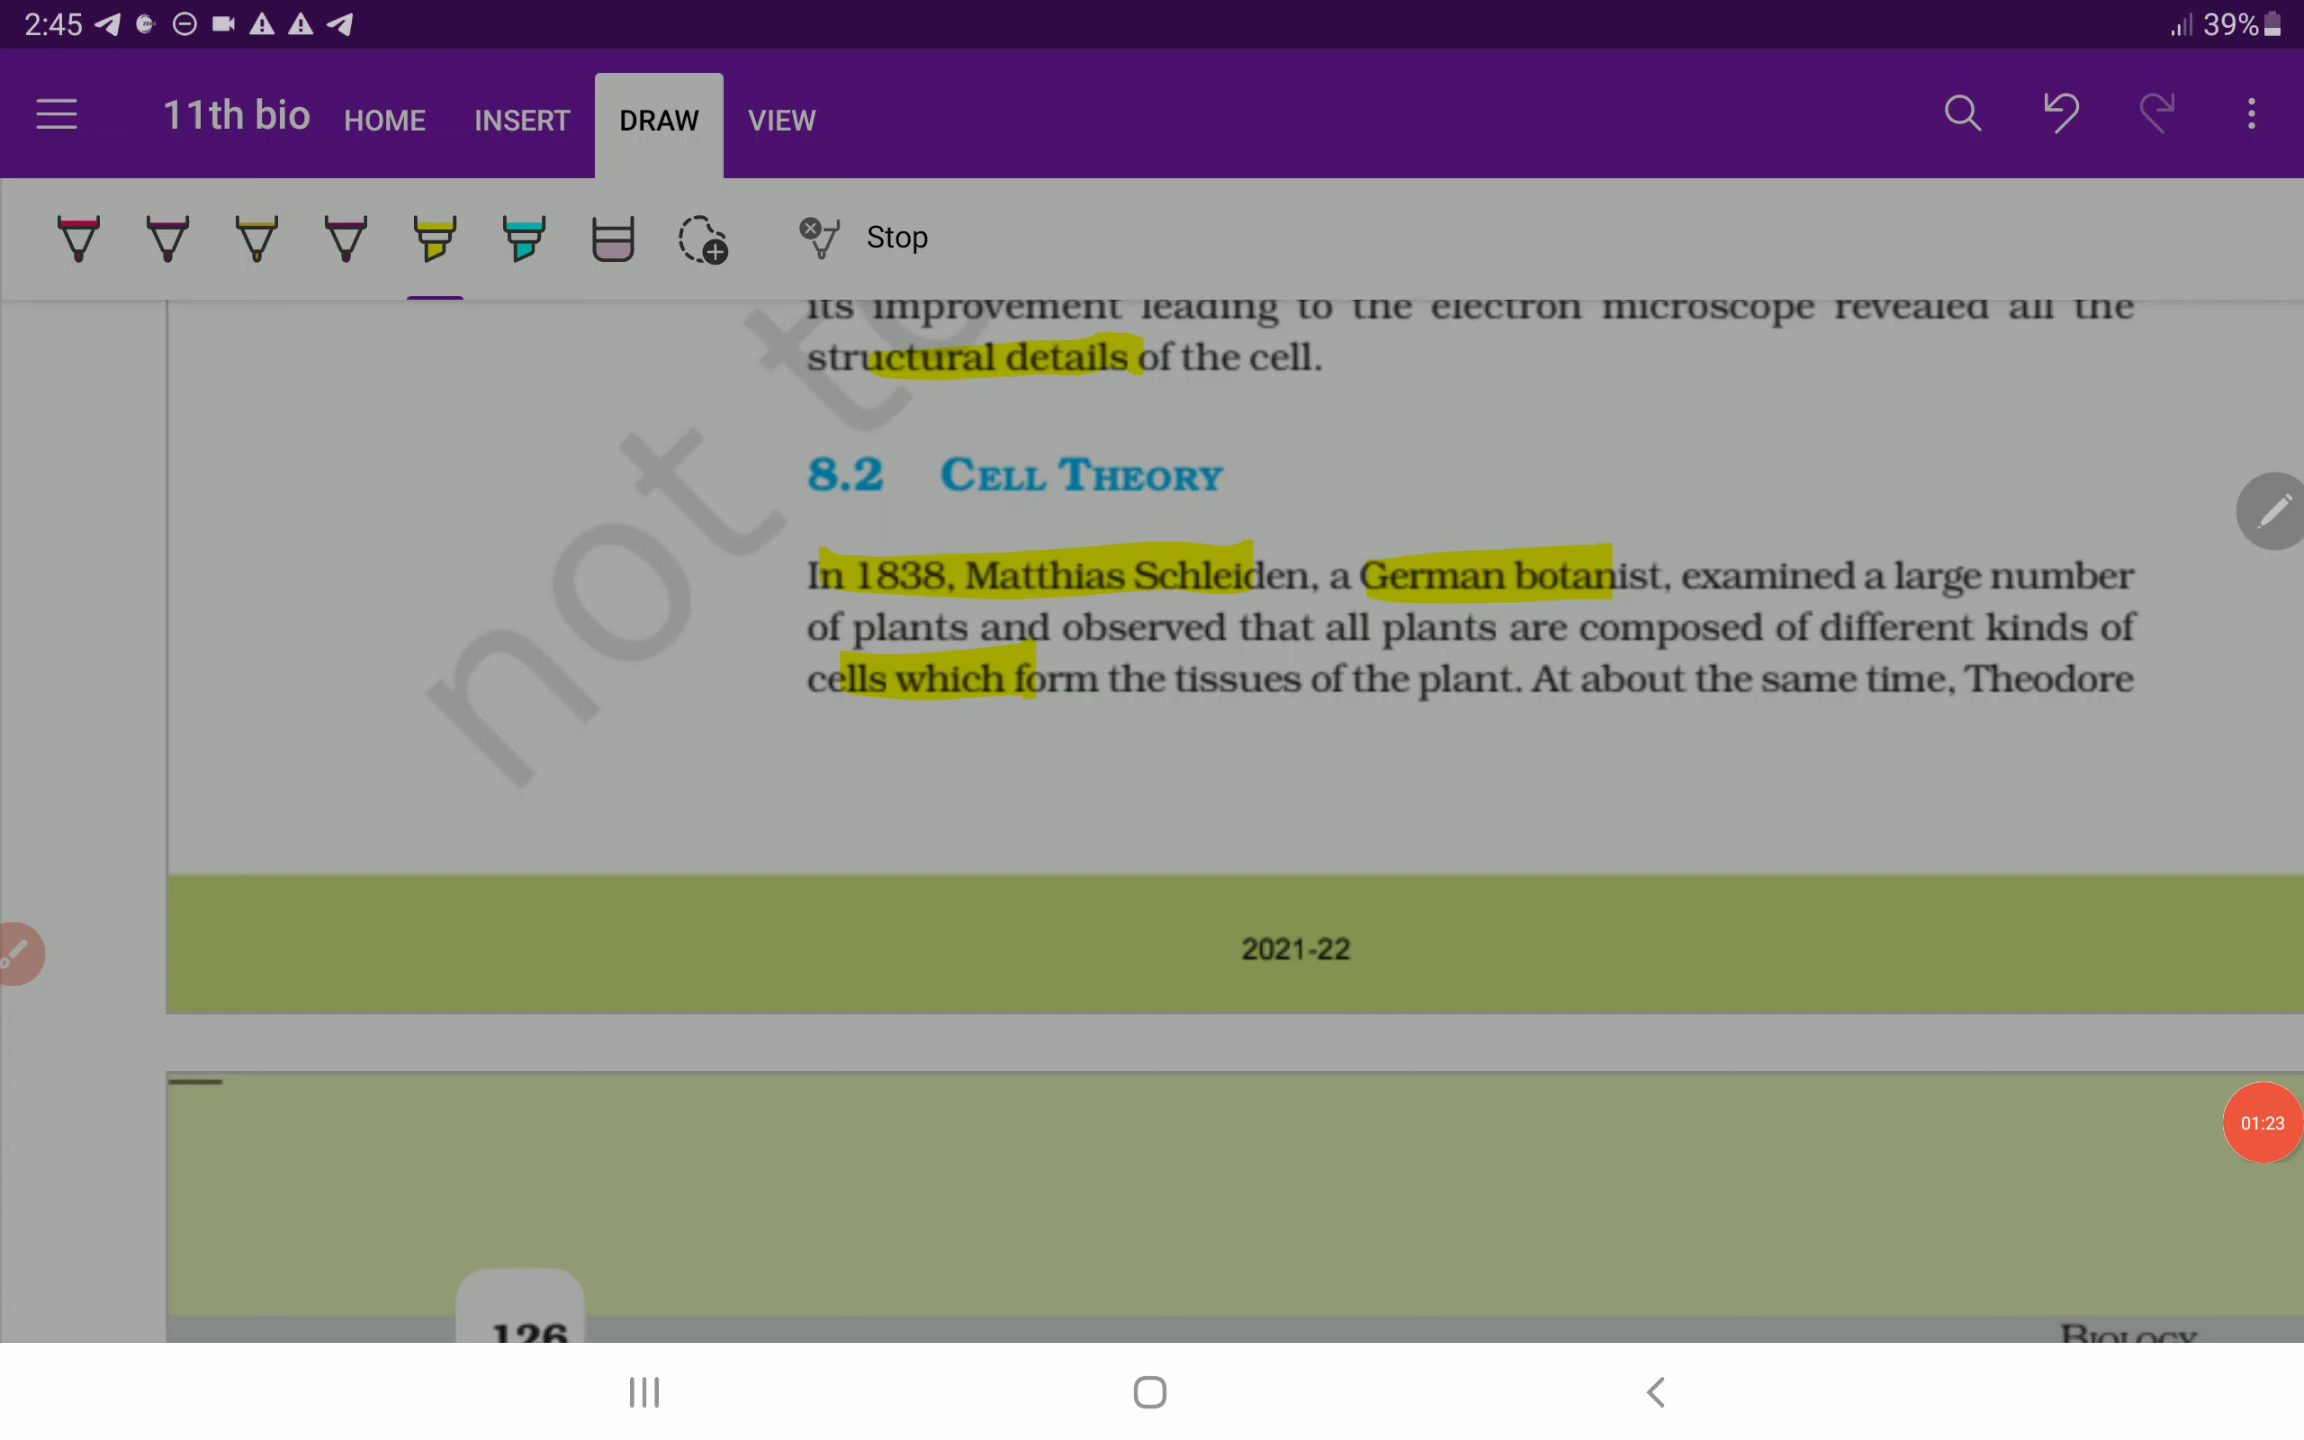 2:45 39%
11th bio HOME INSERT DRAW VIEW
Stop
its improvement leading to the electron microscope revealed all the
structural details of the cell.
8.2 CELL THEORY
In 1838, Matthias Schleiden, a German botanist, examined a large number
of plants and observed that all plants are composed of different kinds of
cells which form the tissues of the plant. At about the same time, Theodore
not t
2021-22
01:23
126 BIOLOGY